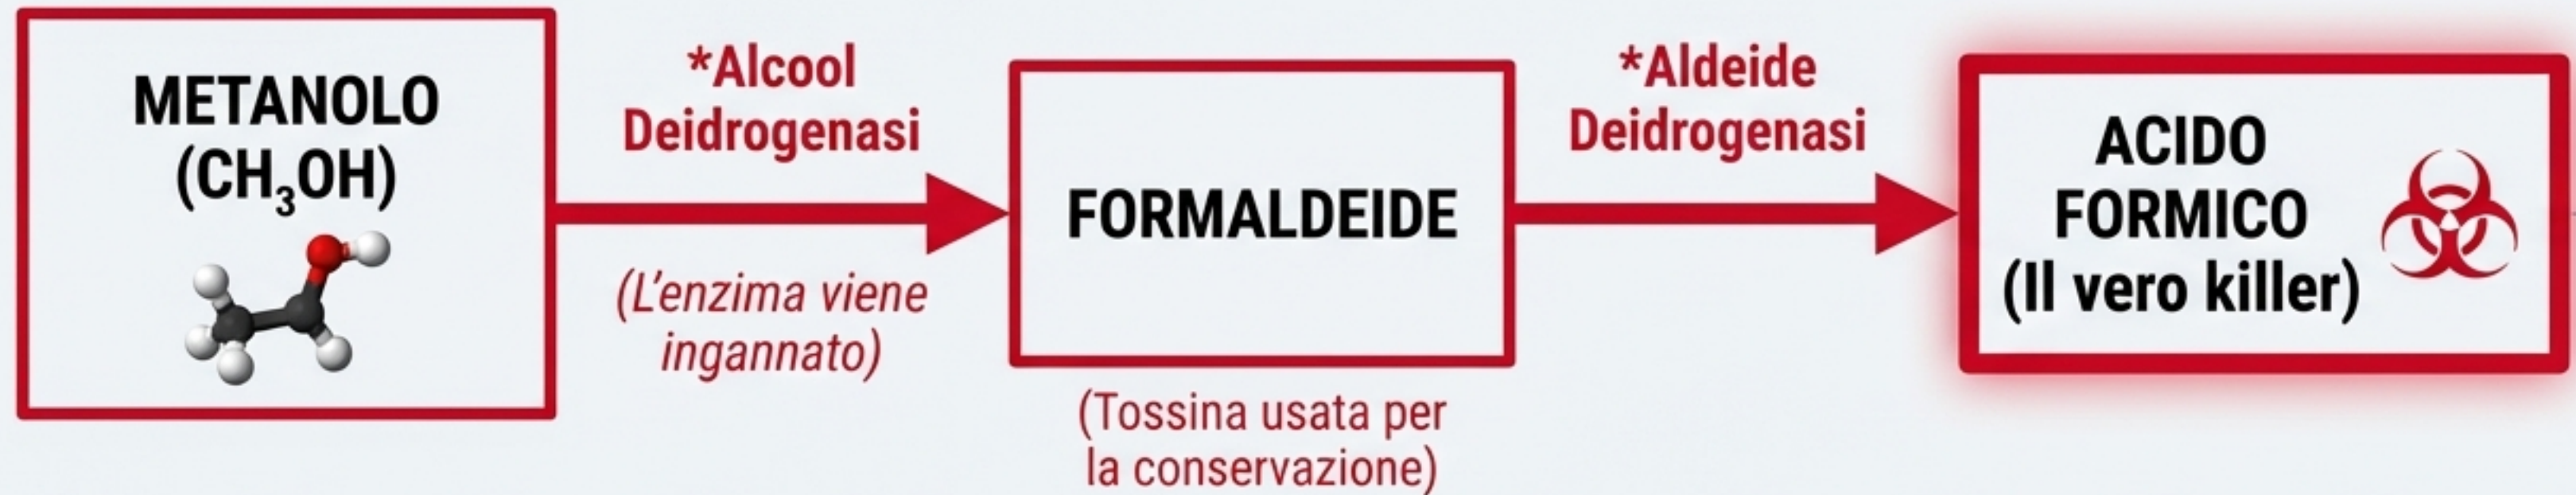 METANOLO
(CH₃OH)
*Alcool
Deidrogenasi
(L'enzima viene
ingannato)
FORMALDEIDE
(Tossina usata per
la conservazione)
*Aldeide
Deidrogenasi
ACIDO
FORMICO
(Il vero killer)